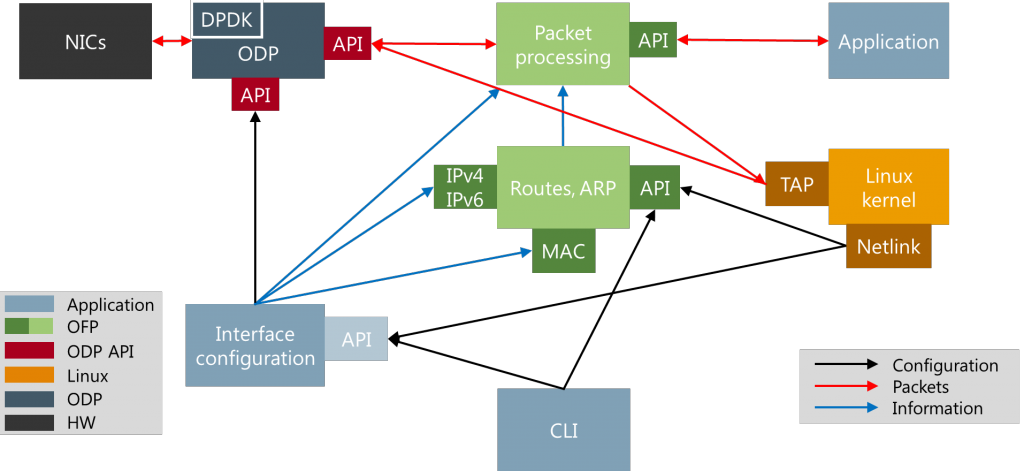 NICs
DPDK
ODP
API
API
Packet
processing
API
Application
IPv4
IPv6
Routes, ARP
API
MAC
TAP
Linux
kernel
Netlink
Interface
configuration
API
CLI
Application
OFP
ODP API
Linux
ODP
HW
Configuration
Packets
Information